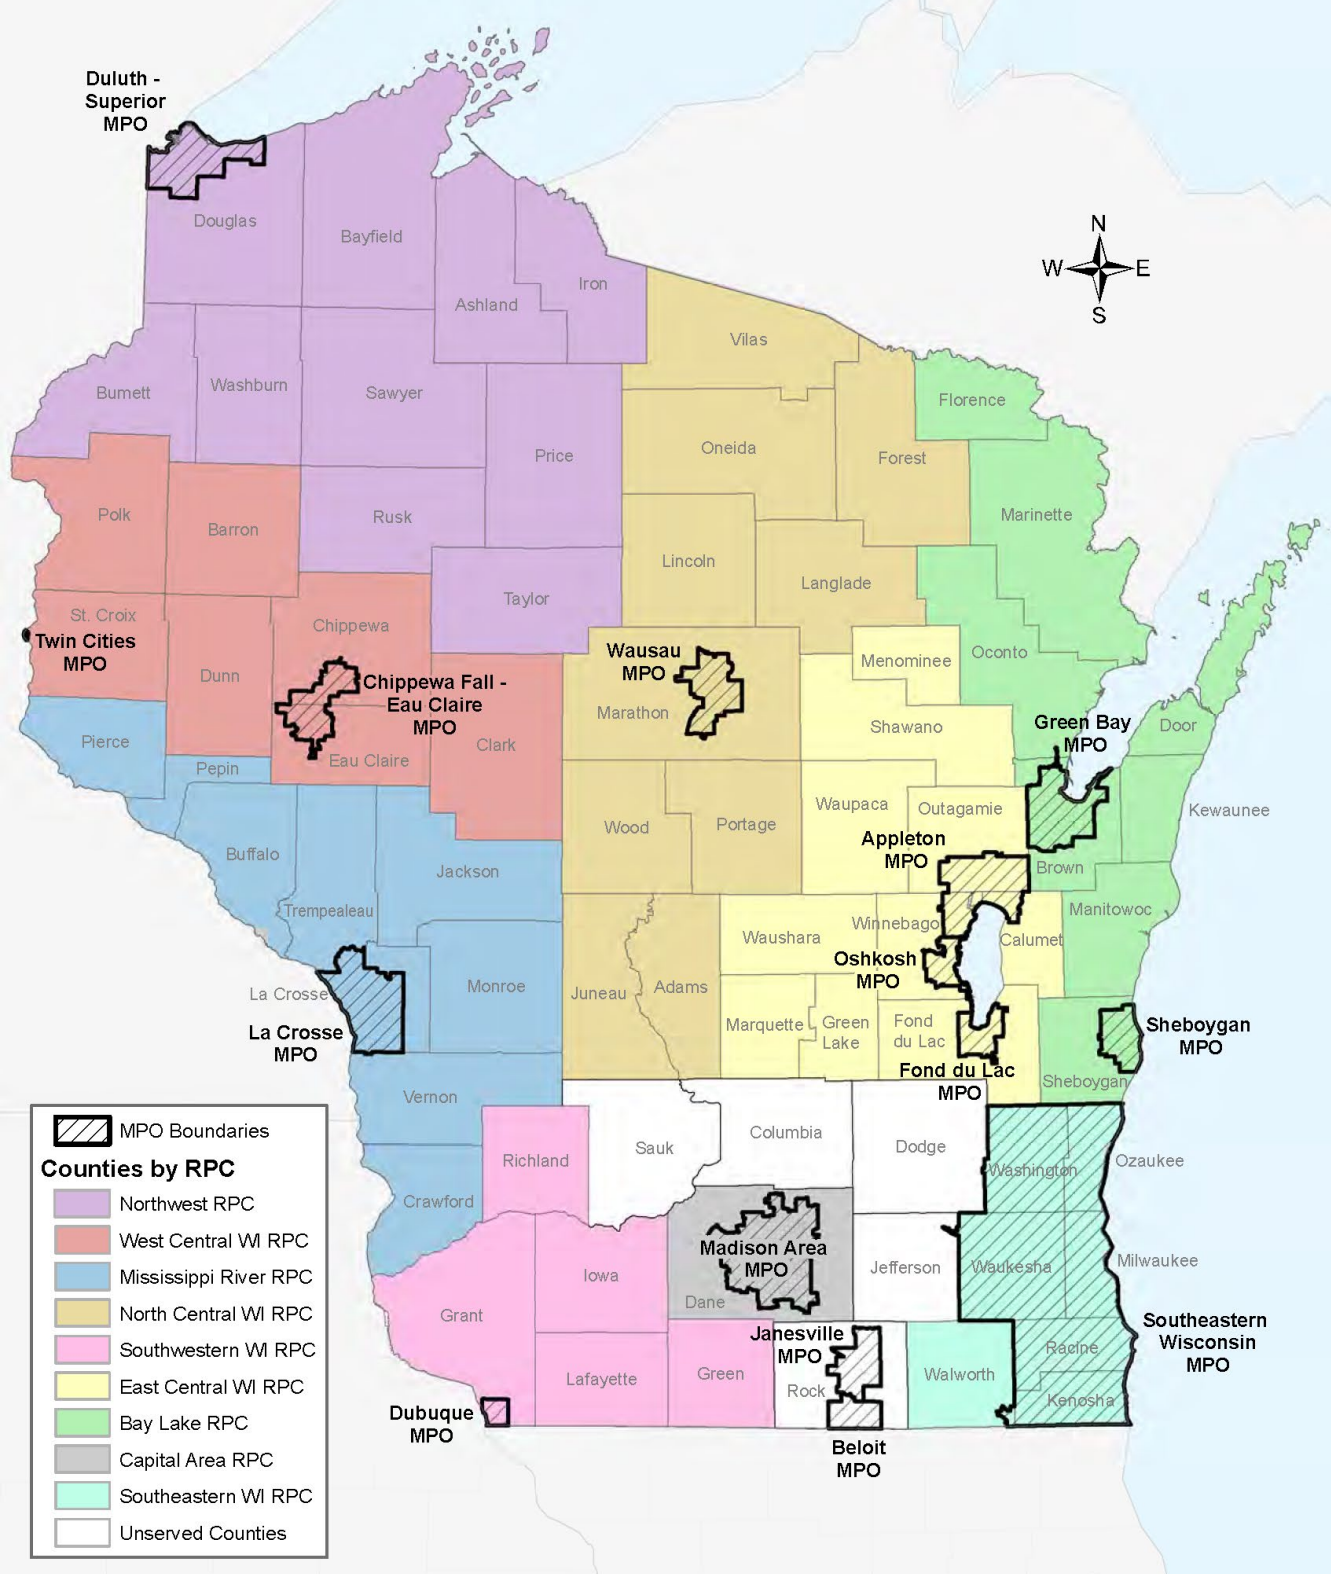 Duluth -
Superior
MPO
N
W E
S
Douglas
Bayfield
Ashland
Iron
Vilas
Burnett
Washburn
Sawyer
Price
Oneida
Forest
Florence
Marinette
Polk
Barron
Rusk
Lincoln
Langlade
Taylor
St. Croix
Twin Cities
MPO
Chippewa
Dunn
Chippewa Fall -
Eau Claire
MPO
Eau Claire
Clark
Wausau
MPO
Marathon
Menominee
Oconto
Shawano
Green Bay
MPO
Door
Pierce
Pepin
Buffalo
Trempealeau
Jackson
Wood
Portage
Waupaca
Outagamie
Appleton
MPO
Brown
Kewaunee
Manitowoc
Waushara
Winnebago
Calumet
Oshkosh
MPO
La Crosse
La Crosse
MPO
Monroe
Juneau
Adams
Marquette
Green
Lake
Fond
du Lac
Fond du Lac
MPO
Sheboygan
MPO
Sheboygan
Vernon
Richland
Sauk
Columbia
Dodge
Washington
Ozaukee
Crawford
Iowa
Grant
Madison Area
MPO
Dane
Jefferson
Waukesha
Milwaukee
Southeastern
Wisconsin
MPO
Lafayette
Green
Janesville
MPO
Rock
Walworth
Racine
Kenosha
Dubuque
MPO
Beloit
MPO
MPO Boundaries
Counties by RPC
Northwest RPC
West Central WI RPC
Mississippi River RPC
North Central WI RPC
Southwestern WI RPC
East Central WI RPC
Bay Lake RPC
Capital Area RPC
Southeastern WI RPC
Unserved Counties